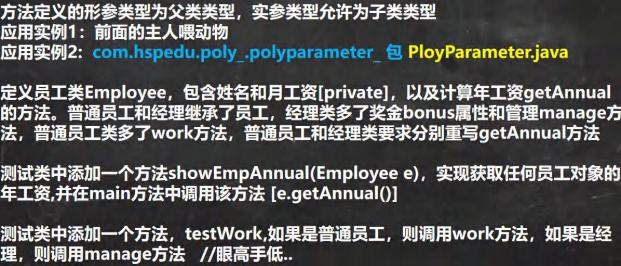 方法定义的形参类型为父类类型，实参类型允许为子类类型
应用实例1：前面的主人喂动物
应用实例2：com.hspedu.poly_.polyparameter_ 包 PloyParameter.java
定义员工类Employee，包含姓名和月工资[private]，以及计算年工资getAnnual
的方法。普通员工和经理继承了员工，经理类多了奖金bonus属性和管理manage方
法，普通员工类多了work方法，普通员工和经理类要求分别重写getAnnual方法
测试类中添加一个方法showEmpAnnual(Employee e)，实现获取任何员工对象的
年工资,并在main方法中调用该方法 [e.getAnnual()]
测试类中添加一个方法，testWork,如果是普通员工，则调用work方法，如果是经
理，则调用manage方法 //眼高手低..